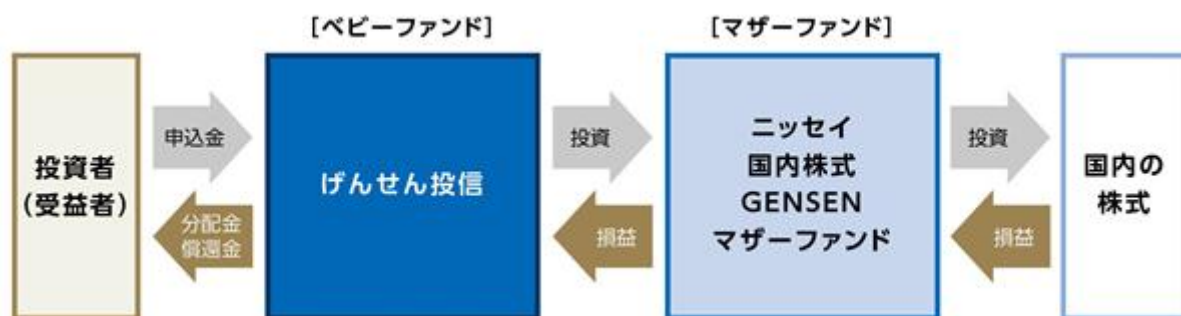 [ベビーファンド]
[マザーファンド]
投資者
(受益者)
申込金
分配金
償還金
げんせん投信
投資
損益
ニッセイ
国内株式
GENSEN
マザーファンド
投資
損益
国内の
株式